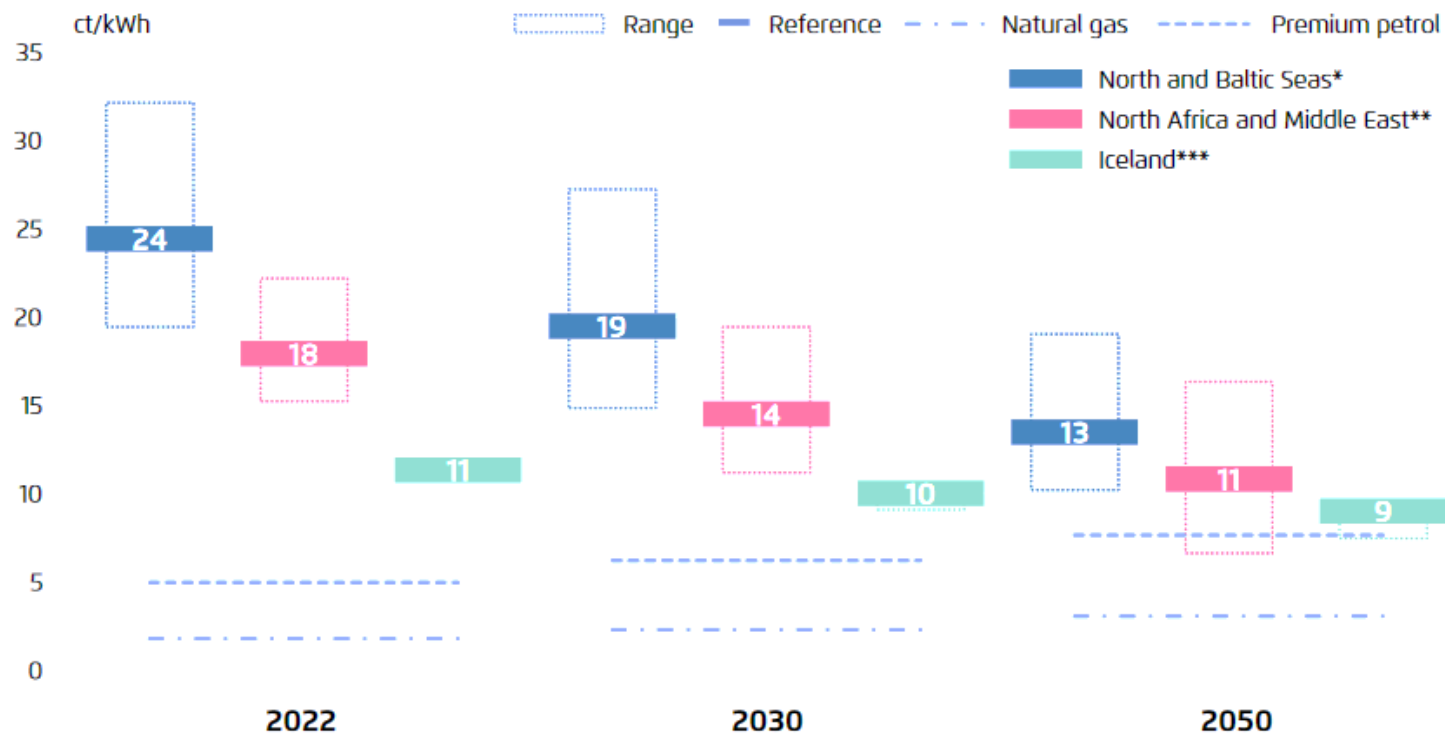 ct/kWh
Range Reference Natural gas Premium petrol
35
North and Baltic Seas*
North Africa and Middle East**
Iceland***
30
25
24
20
19
18
15
14
13
11
11
10
10
9
5
0
2022 2030 2050